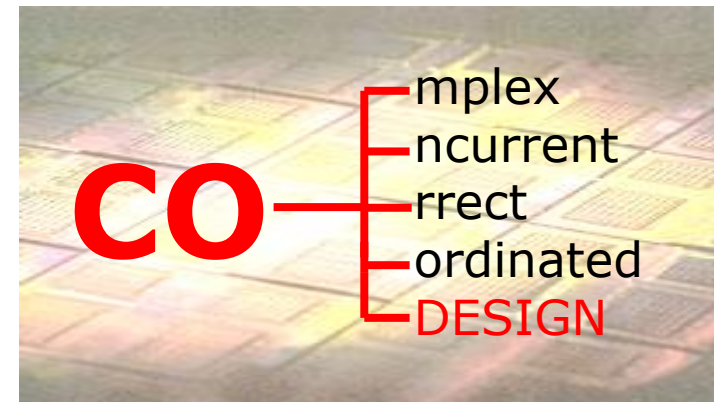 CO
mplex
ncurrent
rrect
ordinated
DESIGN